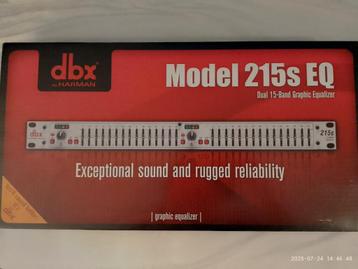 dbx
by HARMAN
Model 215s EQ
Dual 15-Band Graphic Equalizer
dbx
215s
Exceptional sound and rugged reliability
| graphic equalizer |
2025-07-24 14:46:48